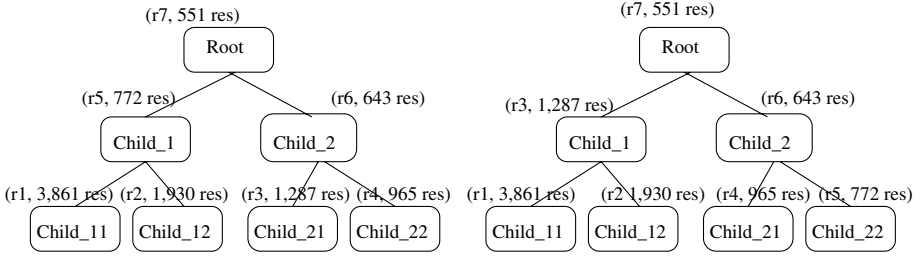 (r7, 551 res)
Root
(r5, 772 res)
(r6, 643 res)
Child_1
Child_2
(r1, 3,861 res)
(r2, 1,930 res)
(r3, 1,287 res)
(r4, 965 res)
Child_11
Child_12
Child_21
Child_22
(r7, 551 res)
Root
(r3, 1,287 res)
(r6, 643 res)
Child_1
Child_2
(r1, 3,861 res)
(r2 1,930 res)
(r4, 965 res)
(r5, 772 res)
Child_11
Child_12
Child_21
Child_22